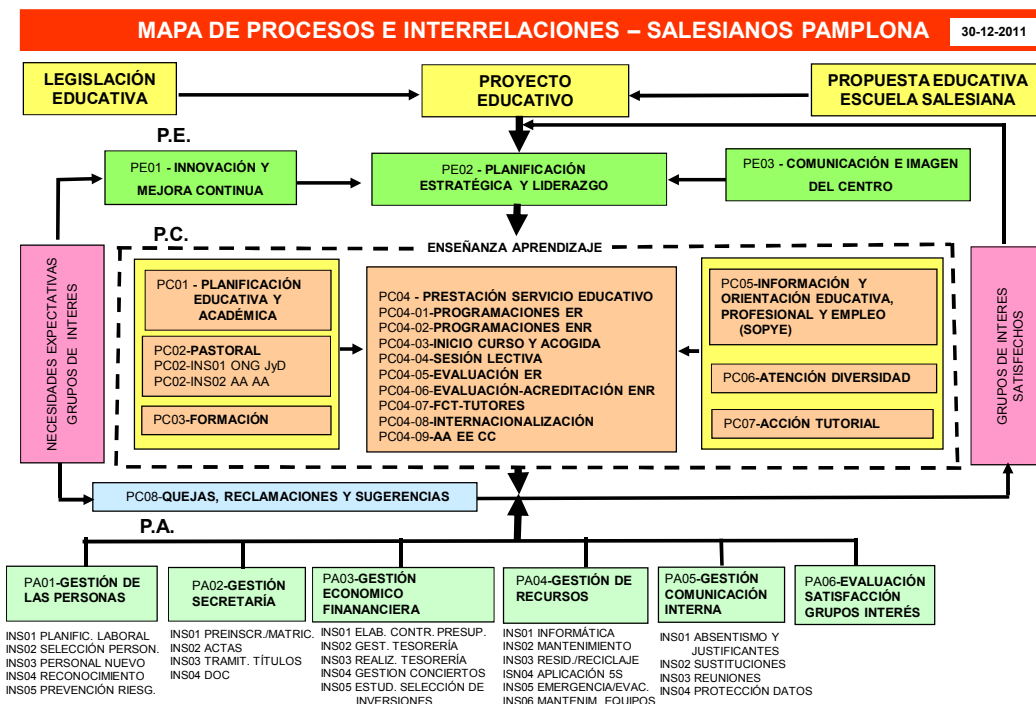 MAPA DE PROCESOS E INTERRELACIONES – SALESIANOS PAMPLONA
30-12-2011
LEGISLACIÓN
EDUCATIVA
PROYECTO
EDUCATIVO
PROPUESTA EDUCATIVA
ESCUELA SALESIANA
P.E.
PE01 - INNOVACIÓN Y
MEJORA CONTINUA
PE02 - PLANIFICACIÓN
ESTRATÉGICA Y LIDERAZGO
PE03 - COMUNICACIÓN E IMAGEN
DEL CENTRO
P.C.
ENSEÑANZA APRENDIZAJE
NECESIDADES EXPECTATIVAS
GRUPOS DE INTERES
PC01 - PLANIFICACIÓN
EDUCATIVA Y
ACADÉMICA
PC02-PASTORAL
PC02-INS01 ONG JyD
PC02-INS02 AA AA
PC03-FORMACIÓN
PC04 - PRESTACIÓN SERVICIO EDUCATIVO
PC04-01-PROGRAMACIONES ER
PC04-02-PROGRAMACIONES ENR
PC04-03-INICIO CURSO Y ACOGIDA
PC04-04-SESIÓN LECTIVA
PC04-05-EVALUACIÓN ER
PC04-06-EVALUACIÓN-ACREDITACIÓN ENR
PC04-07-FCT-TUTORES
PC04-08-INTERNACIONALIZACIÓN
PC04-09-AA EE CC
PC05-INFORMACIÓN Y
ORIENTACIÓN EDUCATIVA,
PROFESIONAL Y EMPLEO
(SOPYE)
PC06-ATENCIÓN DIVERSIDAD
PC07-ACCIÓN TUTORIAL
GRUPOS DE INTERES
SATISFECHOS
PC08-QUEJAS, RECLAMACIONES Y SUGERENCIAS
P.A.
PA01-GESTIÓN DE
LAS PERSONAS
INS01 PLANIFIC. LABORAL
INS02 SELECCIÓN PERSON.
INS03 PERSONAL NUEVO
INS04 RECONOCIMIENTO
INS05 PREVENCIÓN RIESG.
PA02-GESTIÓN
SECRETARÍA
INS01 PREINSCR./MATRIC.
INS02 ACTAS
INS03 TRAMIT. TÍTULOS
INS04 DOC
PA03-GESTIÓN
ECONOMICO
FINANANCIERA
INS01 ELAB. CONTR. PRESUP.
INS02 GEST. TESORERÍA
INS03 REALIZ. TESORERÍA
INS04 GESTION CONCIERTOS
INS05 ESTUD. SELECCIÓN DE
INVERSIONES
PA04-GESTIÓN DE
RECURSOS
INS01 INFORMÁTICA
INS02 MANTENIMIENTO
INS03 RESID./RECICLAJE
ISN04 APLICACIÓN 5S
INS05 EMERGENCIA/EVAC.
INS06 MANTENIM. EQUIPOS
PA05-GESTIÓN
COMUNICACIÓN
INTERNA
INS01 ABSENTISMO Y
JUSTIFICANTES
INS02 SUSTITUCIONES
INS03 REUNIONES
INS04 PROTECCIÓN DATOS
PA06-EVALUACIÓN
SATISFACCIÓN
GRUPOS INTERÉS